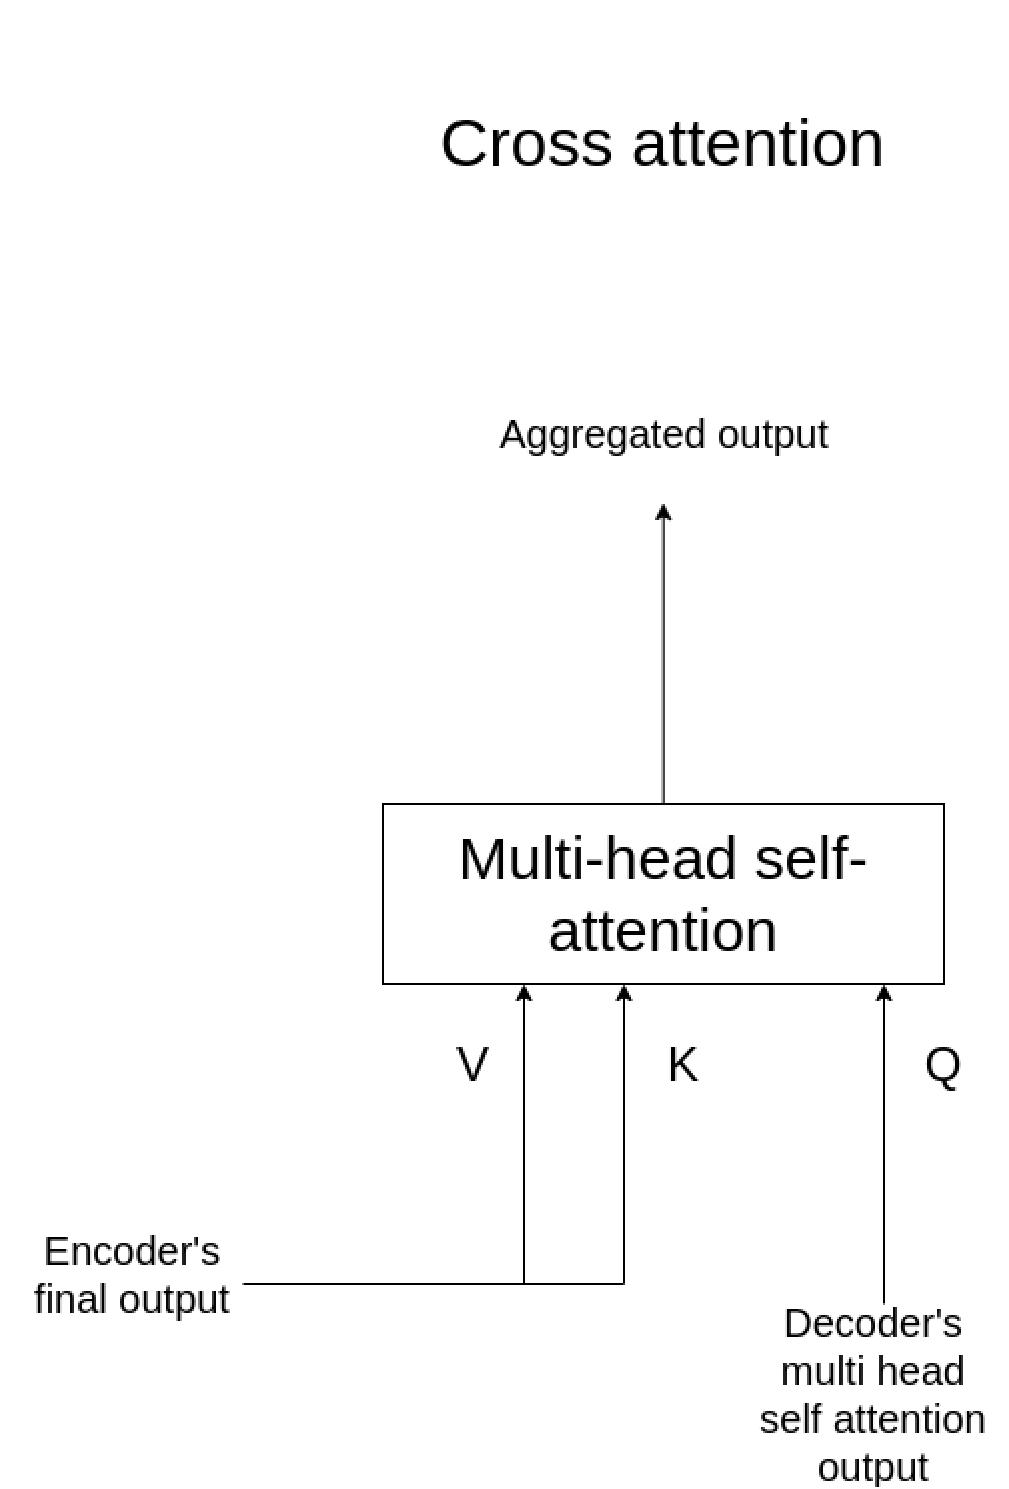 Cross attention
Aggregated output
Multi-head self-
attention
V
K
Q
Encoder's
final output
Decoder's
multi head
self attention
output